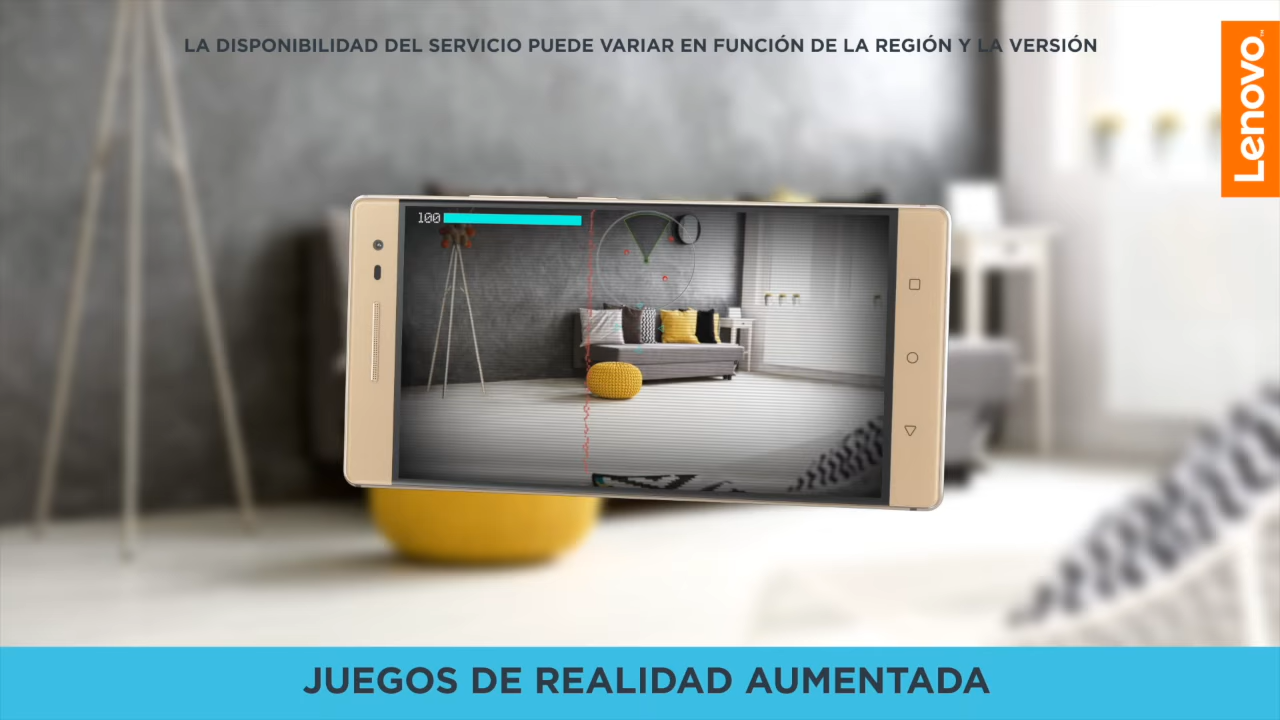 LA DISPONIBILIDAD DEL SERVICIO PUEDE VARIAR EN FUNCIÓN DE LA REGIÓN Y LA VERSIÓN
Lenovo
100
JUEGOS DE REALIDAD AUMENTADA